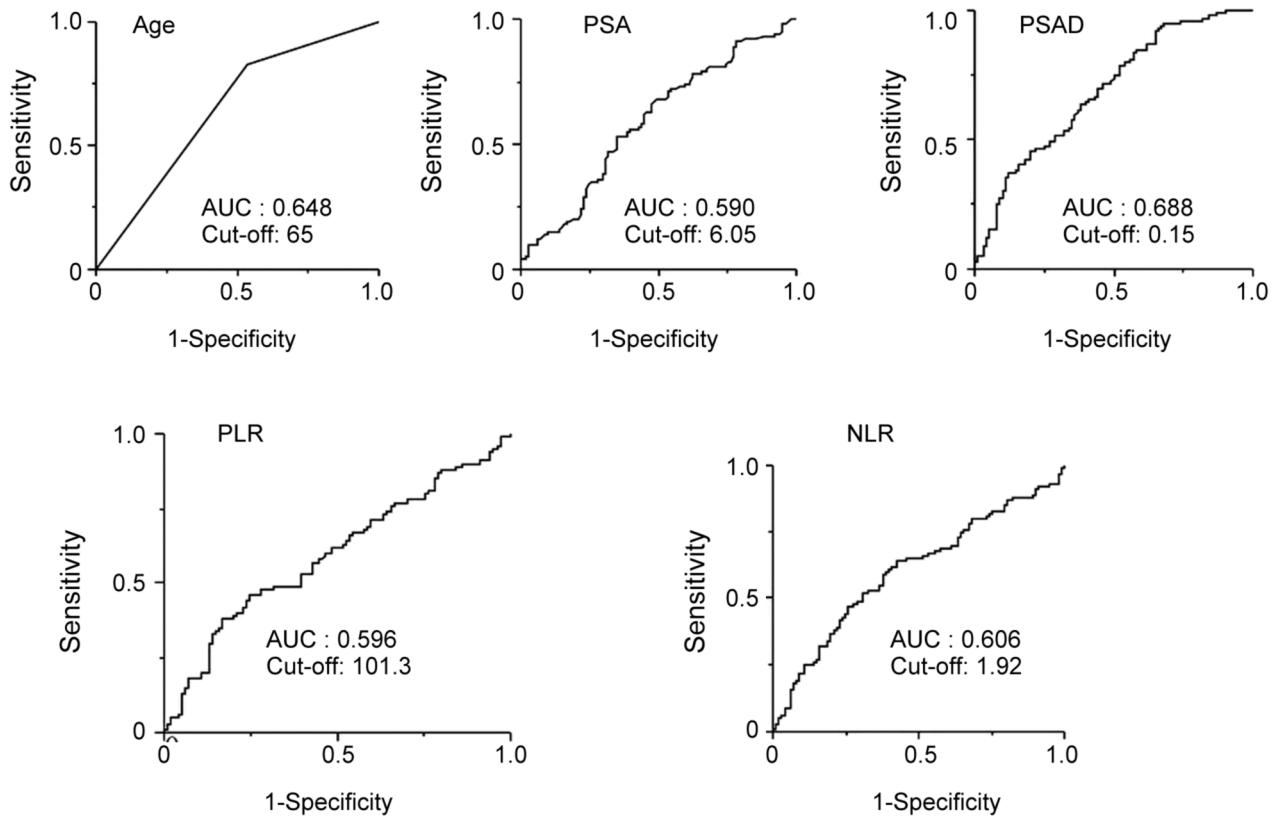 Age
1.0
0.5
0
Sensitivity
AUC : 0.648
Cut-off: 65
0
0.5
1.0
1-Specificity
PSA
1.0
0.5
0
Sensitivity
AUC : 0.590
Cut-off: 6.05
0
0.5
1.0
1-Specificity
PSAD
1.0
0.5
0
Sensitivity
AUC : 0.688
Cut-off: 0.15
0
0.5
1.0
1-Specificity
PLR
1.0
0.5
0
Sensitivity
AUC : 0.596
Cut-off: 101.3
0
0.5
1.0
1-Specificity
NLR
1.0
0.5
0
Sensitivity
AUC : 0.606
Cut-off: 1.92
0
0.5
1.0
1-Specificity